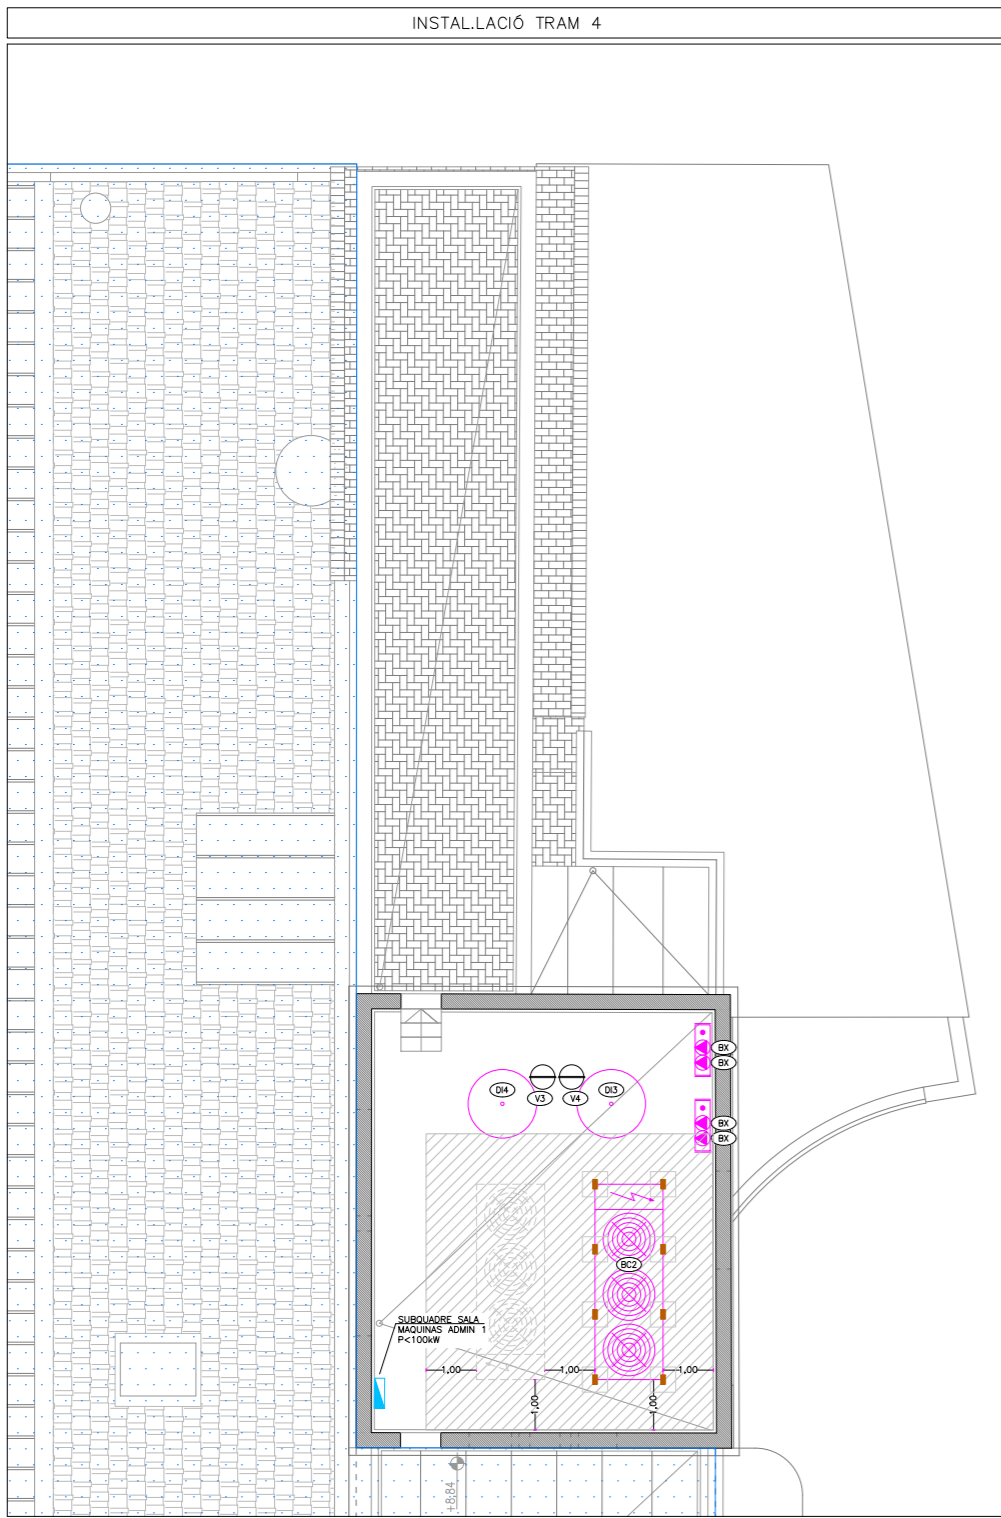 INSTAL.LACIÓ TRAM 4
BX
BX
DI4
DI3
V3
V4
BX
BX
BC2
SUBQUADRE SALA
MAQUINAS ADMIN 1
P<100kW
1,00
1,00
1,00
1,00
1,00
+8,84